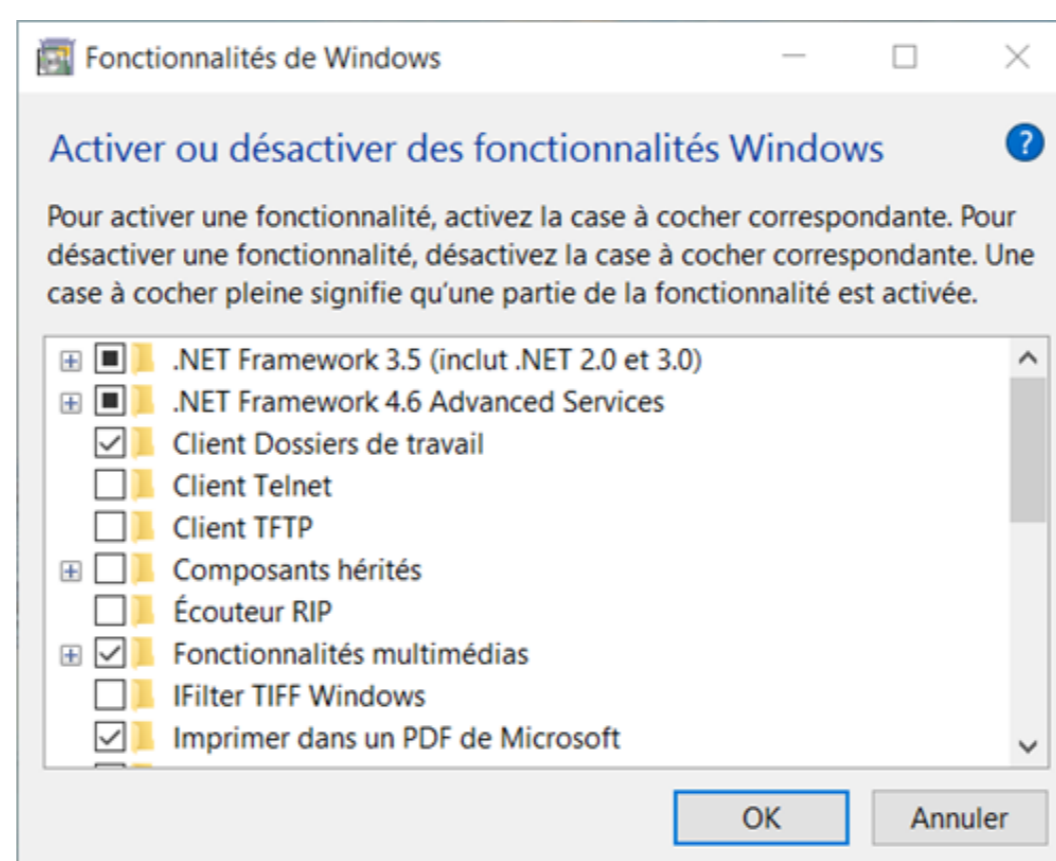 Fonctionnalités de Windows
Activer ou désactiver des fonctionnalités Windows
?
Pour activer une fonctionnalité, activez la case à cocher correspondante. Pour
désactiver une fonctionnalité, désactivez la case à cocher correspondante. Une
case à cocher pleine signifie qu'une partie de la fonctionnalité est activée.
.NET Framework 3.5 (inclut .NET 2.0 et 3.0)
.NET Framework 4.6 Advanced Services
Client Dossiers de travail
Client Telnet
Client TFTP
Composants hérités
Écouteur RIP
Fonctionnalités multimédias
IFilter TIFF Windows
Imprimer dans un PDF de Microsoft
OK
Annuler